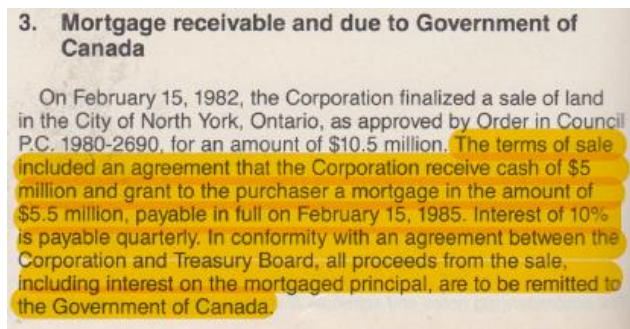 3. Mortgage receivable and due to Government of
Canada
On February 15, 1982, the Corporation finalized a sale of land
in the City of North York, Ontario, as approved by Order in Council
P.C. 1980-2690, for an amount of $10.5 million. The terms of sale
included an agreement that the Corporation receive cash of $5
million and grant to the purchaser a mortgage in the amount of
$5.5 million, payable in full on February 15, 1985. Interest of 10%
is payable quarterly. In conformity with an agreement between the
Corporation and Treasury Board, all proceeds from the sale,
including interest on the mortgaged principal, are to be remitted to
the Government of Canada.